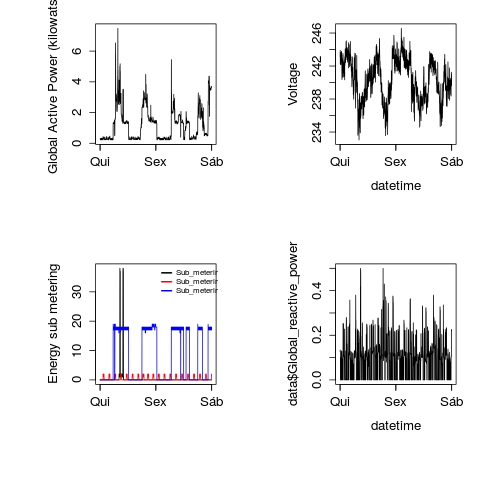 Global Active Power (kilowats
0 2 4 6
Qui Sex Sáb
Voltage
234 238 242 246
Qui Sex Sáb
datetime
Energy sub metering
0 10 20 30
Qui Sex Sáb
Sub_meterin
Sub_meterin
Sub_meterin
data$Global_reactive_power
0.0 0.2 0.4
Qui Sex Sáb
datetime